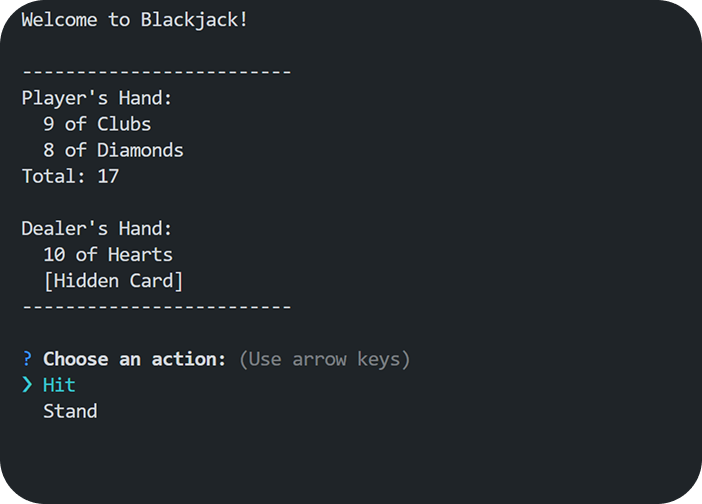 Welcome to Blackjack!
-------------------------
Player's Hand:
9 of Clubs
8 of Diamonds
Total: 17
Dealer's Hand:
10 of Hearts
[Hidden Card]
-------------------------
? Choose an action: (Use arrow keys)
❯ Hit
Stand